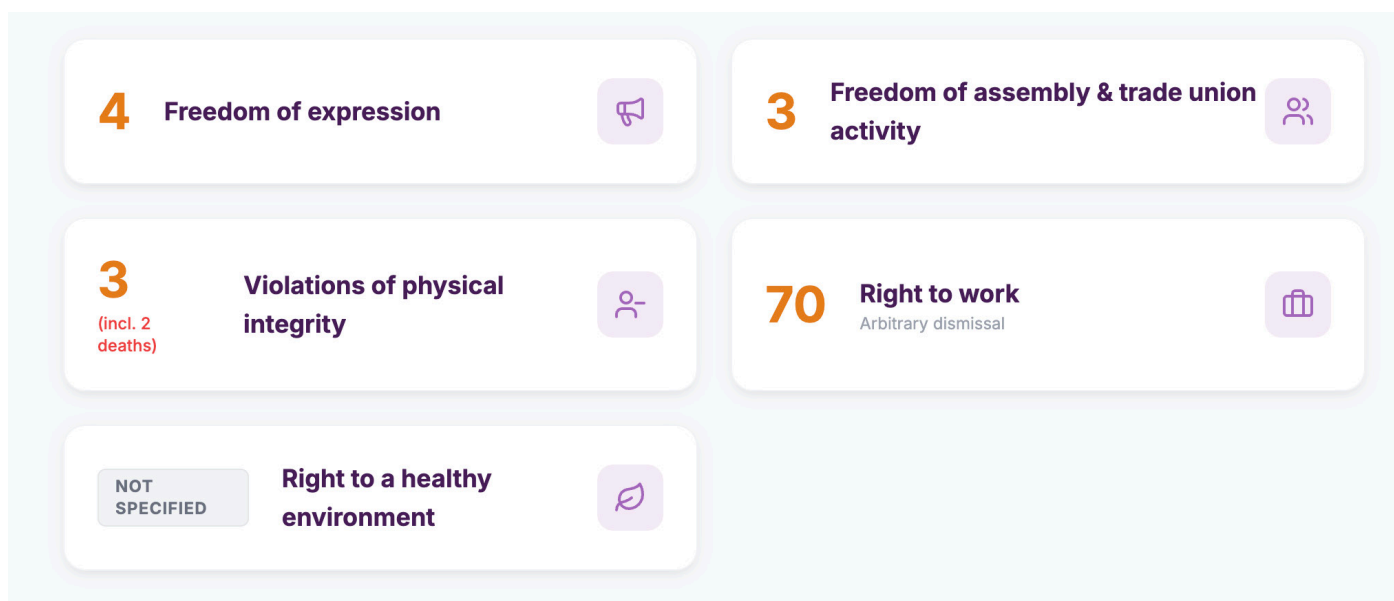 4
Freedom of expression
3
Freedom of assembly & trade union
activity
3
(incl. 2
deaths)
Violations of physical
integrity
70
Right to work
Arbitrary dismissal
NOT
SPECIFIED
Right to a healthy
environment